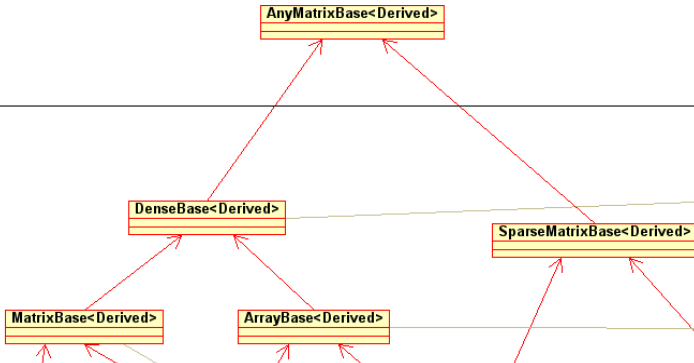 AnyMatrixBase<Derived>
DenseBase<Derived>
SparseMatrixBase<Derived>
MatrixBase<Derived>
ArrayBase<Derived>